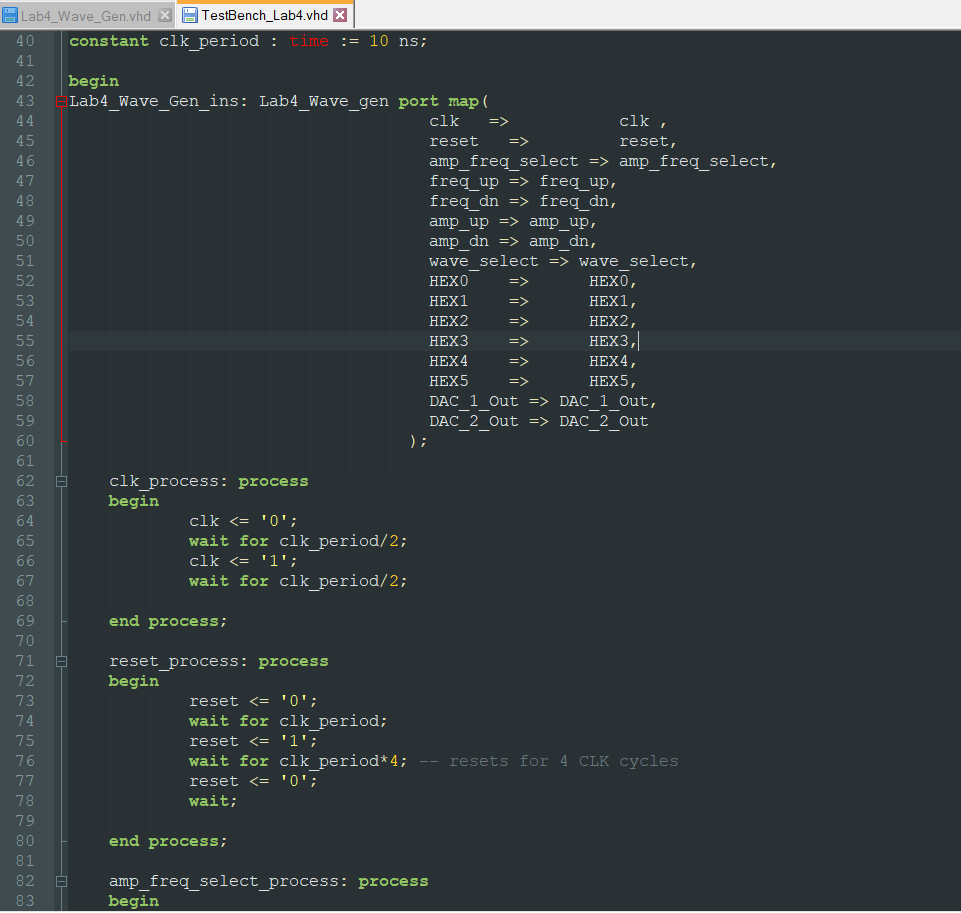 Lab4_Wave_Gen.vhd TestBench_Lab4.vhd
40 constant clk_period : time := 10 ns;
41
42 begin
43 Lab4_Wave_Gen_ins: Lab4_Wave_gen port map(
44 clk => clk ,
45 reset => reset,
46 amp_freq_select => amp_freq_select,
47 freq_up => freq_up,
48 freq_dn => freq_dn,
49 amp_up => amp_up,
50 amp_dn => amp_dn,
51 wave_select => wave_select,
52 HEX0 => HEX0,
53 HEX1 => HEX1,
54 HEX2 => HEX2,
55 HEX3 => HEX3,
56 HEX4 => HEX4,
57 HEX5 => HEX5,
58 DAC_1_Out => DAC_1_Out,
59 DAC_2_Out => DAC_2_Out
60 );
61
62 clk_process: process
63 begin
64 clk <= '0';
65 wait for clk_period/2;
66 clk <= '1';
67 wait for clk_period/2;
68
69 end process;
70
71 reset_process: process
72 begin
73 reset <= '0';
74 wait for clk_period;
75 reset <= '1';
76 wait for clk_period*4; -- resets for 4 CLK cycles
77 reset <= '0';
78 wait;
79
80 end process;
81
82 amp_freq_select_process: process
83 begin